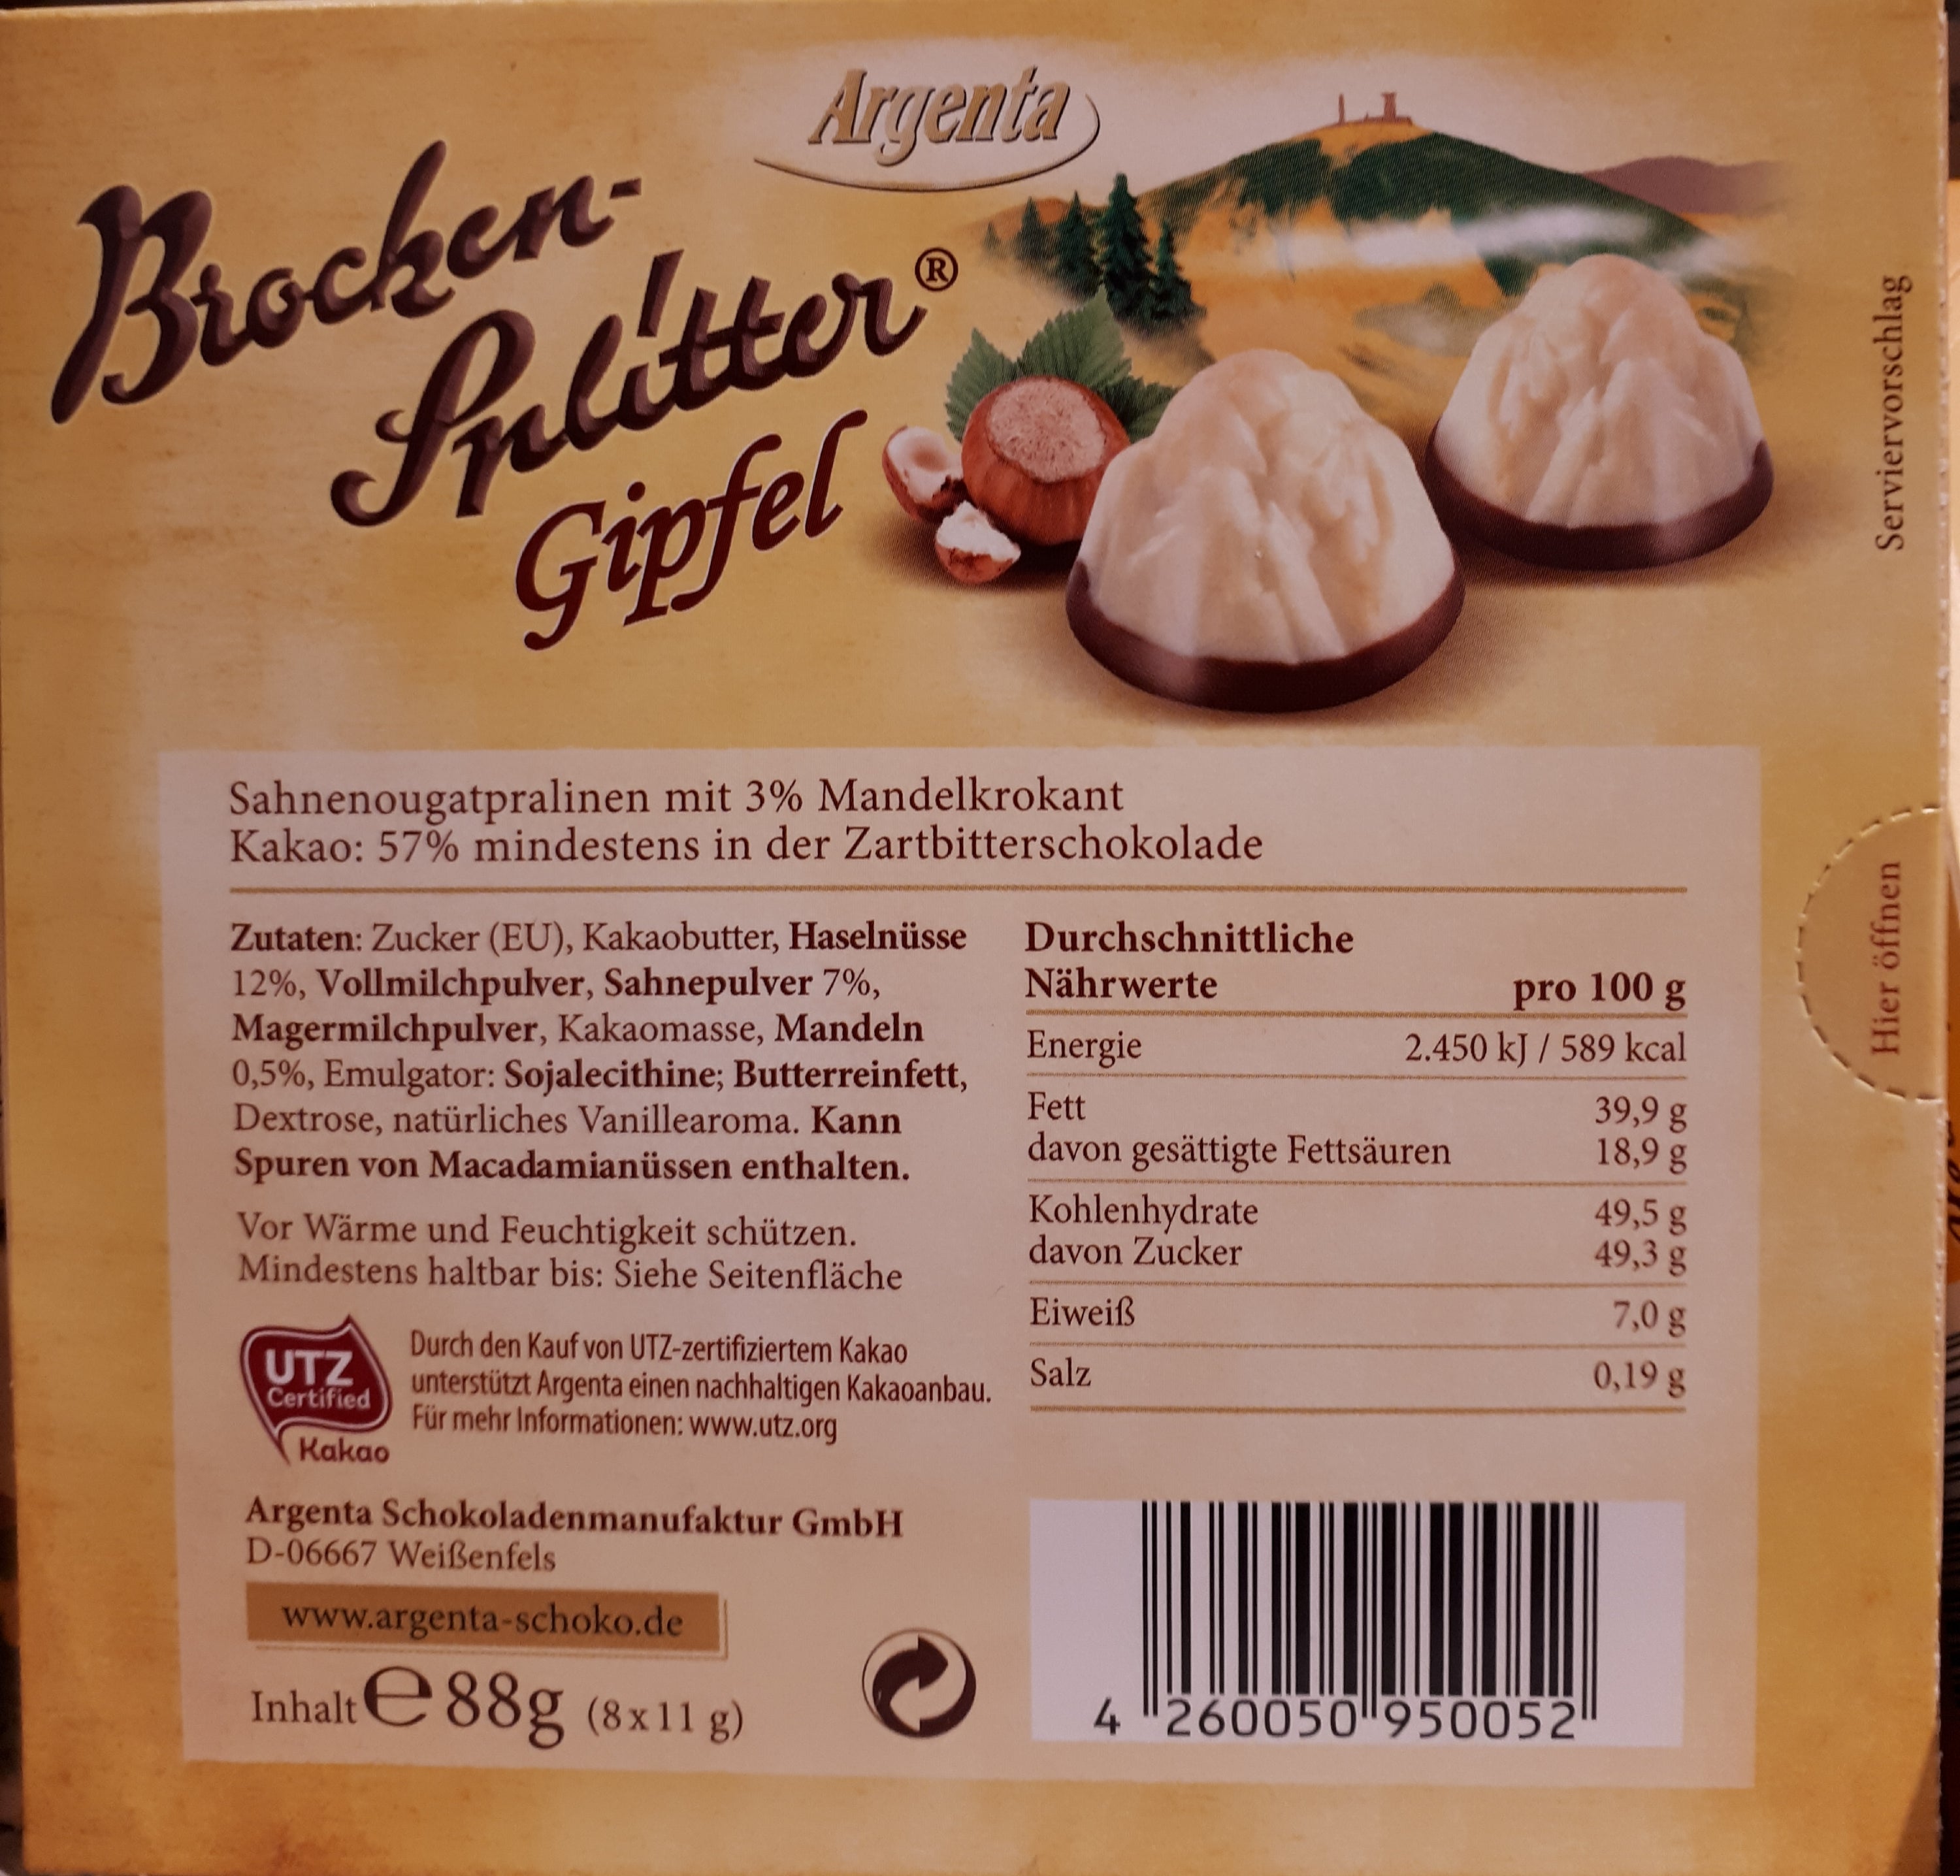 Argenta
Brocken-
Splitter®
Gipfel
Serviervorschlag
Sahnenougatpralinen mit 3% Mandelkrokant
Kakao: 57% mindestens in der Zartbitterschokolade
Zutaten: Zucker (EU), Kakaobutter, Haselnüsse
12%, Vollmilchpulver, Sahnepulver 7%,
Magermilchpulver, Kakaomasse, Mandeln
0,5%, Emulgator: Sojalecithine; Butterreinfett,
Dextrose, natürliches Vanillearoma. Kann
Spuren von Macadamianüssen enthalten.
Vor Wärme und Feuchtigkeit schützen.
Mindestens haltbar bis: Siehe Seitenfläche
UTZ
Certified
Kakao
Durch den Kauf von UTZ-zertifiziertem Kakao
unterstützt Argenta einen nachhaltigen Kakaoanbau.
Für mehr Informationen: www.utz.org
Argenta Schokoladenmanufaktur GmbH
D-06667 Weißenfels
www.argenta-schoko.de
Inhalt e 88g (8x11 g)
Durchschnittliche
Nährwerte pro 100 g
Energie 2.450 kJ / 589 kcal
Fett 39,9 g
davon gesättigte Fettsäuren 18,9 g
Kohlenhydrate 49,5 g
davon Zucker 49,3 g
Eiweiß 7,0 g
Salz 0,19 g
4 260050 950052
Hier öffnen